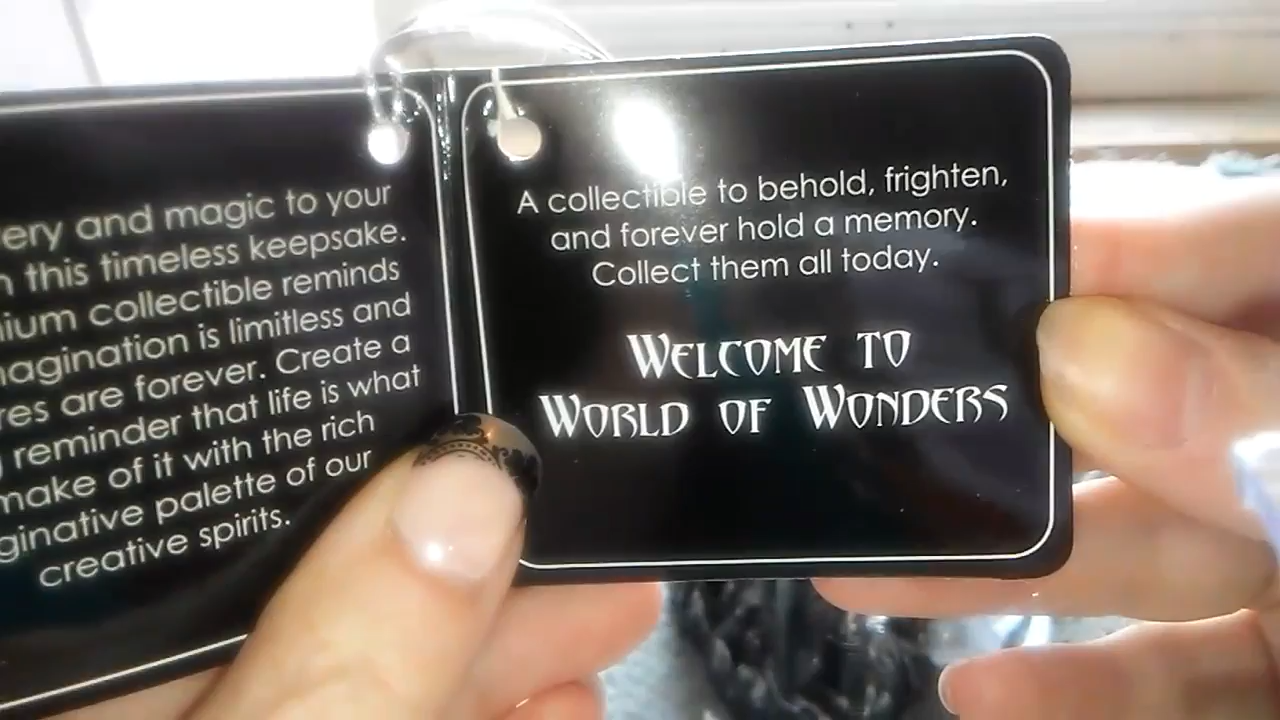 ery and magic to your
this timeless keepsake.
ium collectible reminds
agination is limitless and
res are forever. Create a
reminder that life is what
make of it with the rich
ginative palette of our
creative spirits.
A collectible to behold, frighten,
and forever hold a memory.
Collect them all today.
WELCOME TO
WORLD OF WONDERS